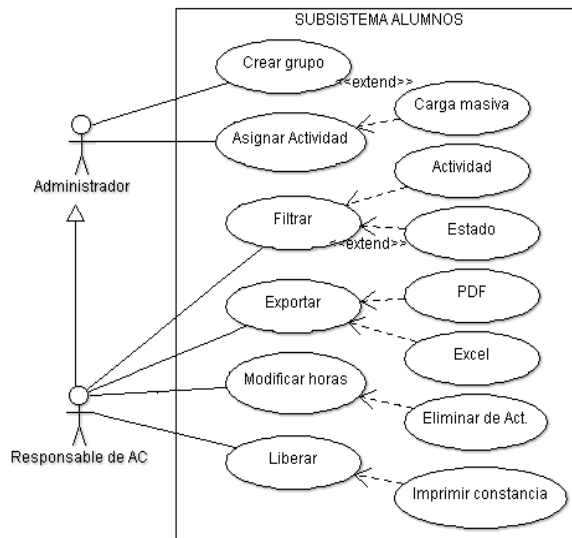 SUBSISTEMA ALUMNOS
Crear grupo
<<extend>>
Carga masiva
Asignar Actividad
Administrador
Actividad
Filtrar
<<extend>>
Estado
PDF
Exportar
Excel
Modificar horas
Eliminar de Act.
Responsable de AC
Liberar
Imprimir constancia